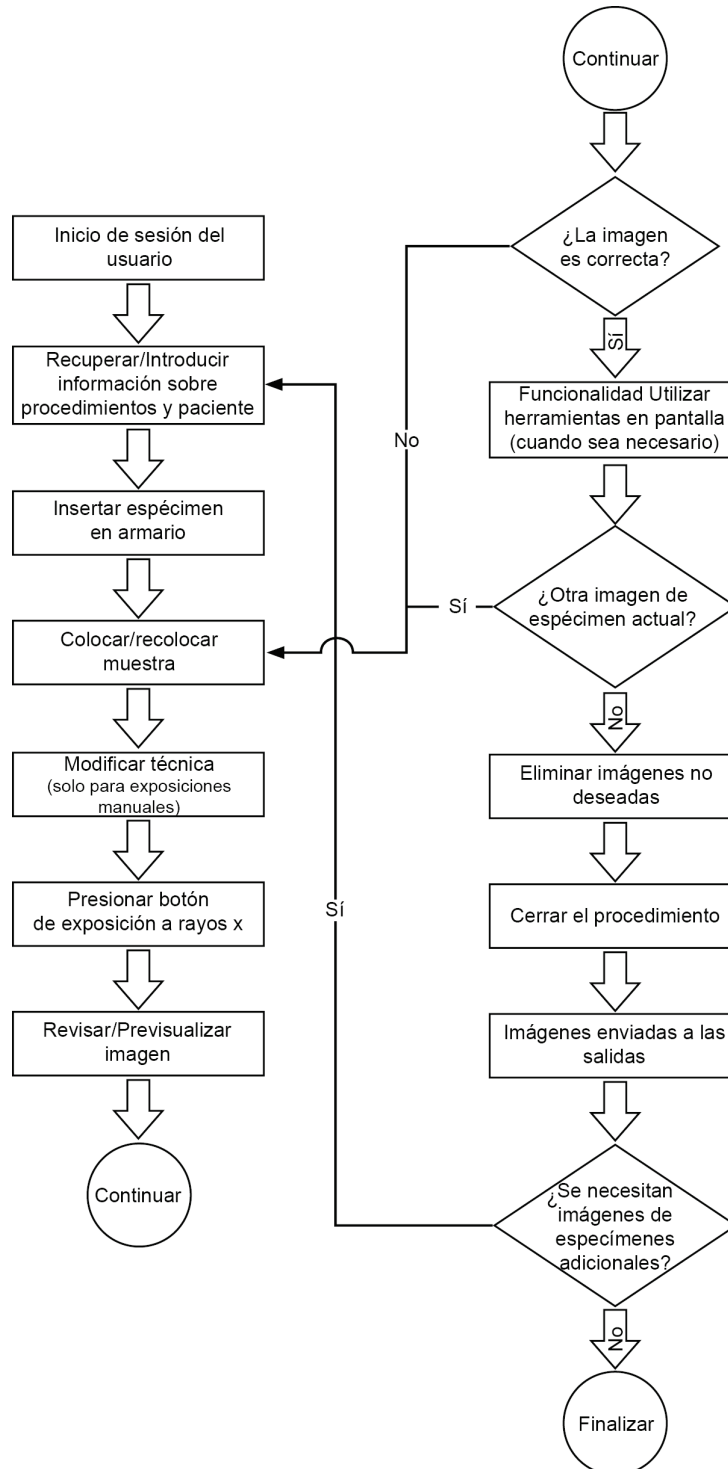 Inicio de sesión del
usuario
Recuperar/Introducir
información sobre
procedimientos y paciente
Insertar espécimen
en armario
Colocar/recolocar
muestra
Modificar técnica
(solo para exposiciones
manuales)
Presionar botón
de exposición a rayos x
Revisar/Previsualizar
imagen
Continuar
Continuar
¿La imagen
es correcta?
No
Sí
Funcionalidad Utilizar
herramientas en pantalla
(cuando sea necesario)
¿Otra imagen de
espécimen actual?
Sí
No
Eliminar imágenes no
deseadas
Cerrar el procedimiento
Imágenes enviadas a las
salidas
¿Se necesitan
imágenes de
especímenes
adicionales?
Sí
No
Finalizar